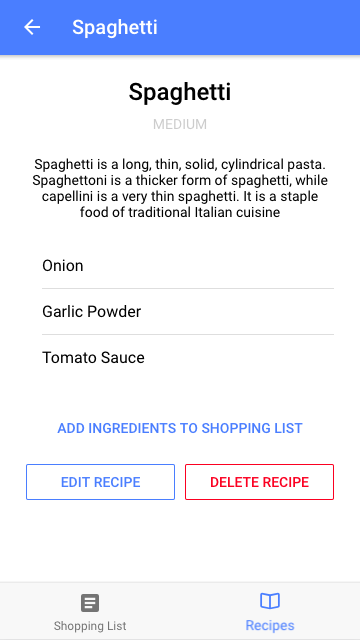 Spaghetti
Spaghetti
MEDIUM
Spaghetti is a long, thin, solid, cylindrical pasta.
Spaghettoni is a thicker form of spaghetti, while
capellini is a very thin spaghetti. It is a staple
food of traditional Italian cuisine
Onion
Garlic Powder
Tomato Sauce
ADD INGREDIENTS TO SHOPPING LIST
EDIT RECIPE
DELETE RECIPE
Shopping List
Recipes